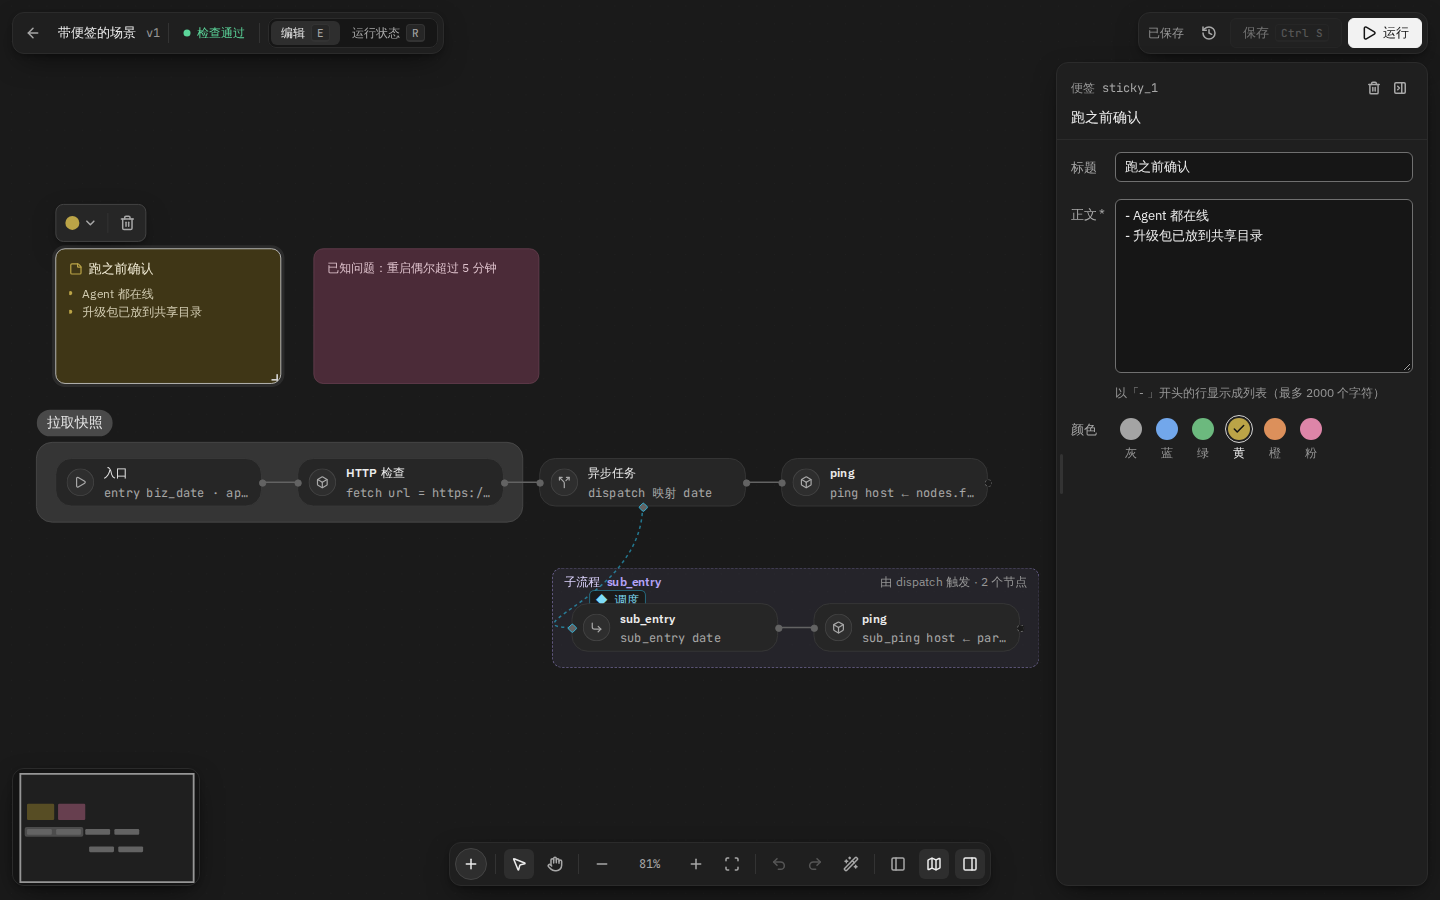 带便签的场景 v1 检查通过 编辑 E 运行状态 R
已保存 保存 Ctrl S 运行
便签 sticky_1
跑之前确认
标题 跑之前确认
正文* - Agent 都在线
- 升级包已放到共享目录
以「- 」开头的行显示成列表（最多 2000 个字符）
颜色
灰 蓝 绿 黄 橙 粉
跑之前确认
Agent 都在线
升级包已放到共享目录
已知问题：重启偶尔超过 5 分钟
拉取快照
入口
entry biz_date · ap…
HTTP 检查
fetch url = https:/…
异步任务
dispatch 映射 date
ping
ping host ← nodes.f…
子流程 sub_entry 由 dispatch 触发 · 2 个节点
调度
sub_entry
sub_entry date
ping
sub_ping host ← par…
81%